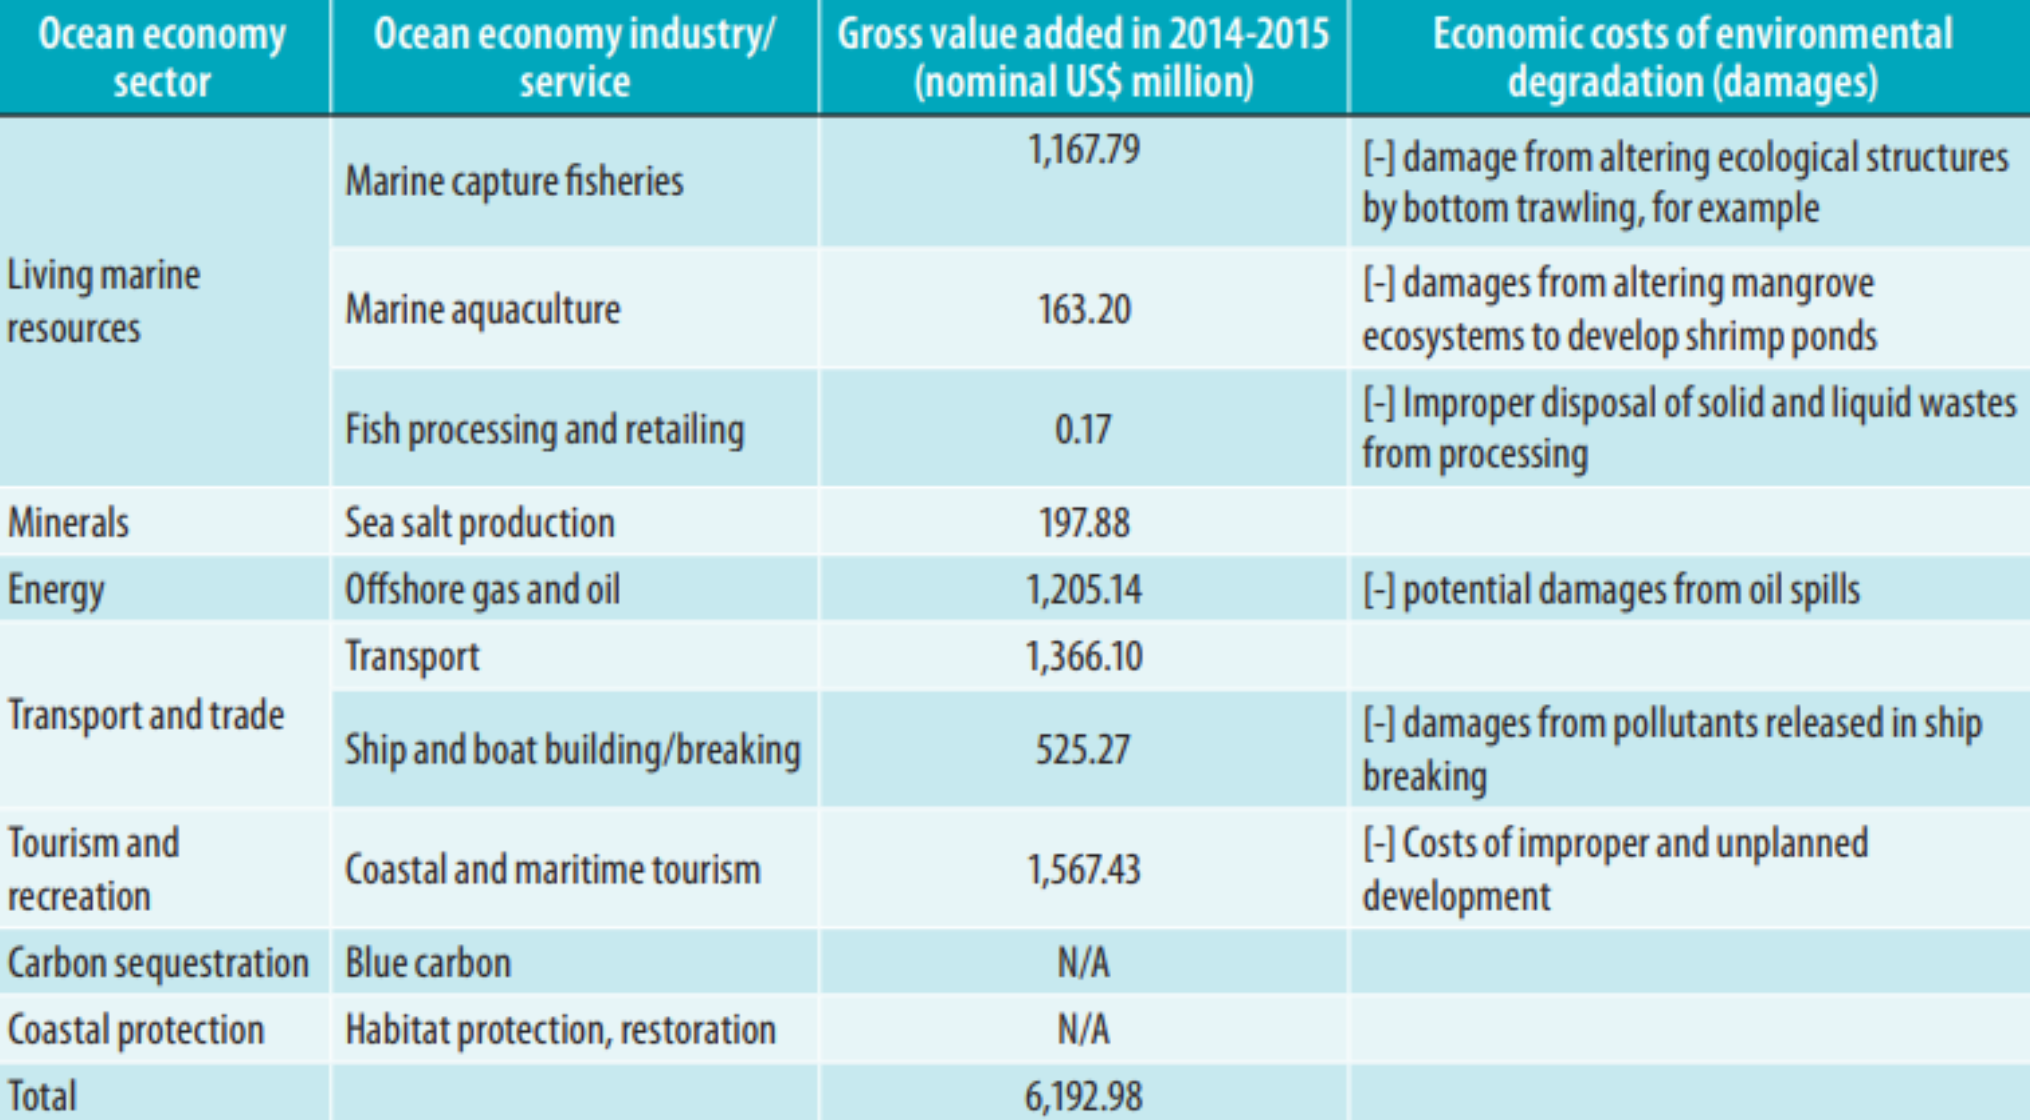 Ocean economy sector | Ocean economy industry/ service | Gross value added in 2014-2015 (nominal US$ million) | Economic costs of environmental degradation (damages)
Living marine resources | Marine capture fisheries | 1,167.79 | [-] damage from altering ecological structures by bottom trawling, for example
Marine aquaculture | 163.20 | [-] damages from altering mangrove ecosystems to develop shrimp ponds
Fish processing and retailing | 0.17 | [-] Improper disposal of solid and liquid wastes from processing
Minerals | Sea salt production | 197.88
Energy | Offshore gas and oil | 1,205.14 | [-] potential damages from oil spills
Transport and trade | Transport | 1,366.10
Ship and boat building/breaking | 525.27 | [-] damages from pollutants released in ship breaking
Tourism and recreation | Coastal and maritime tourism | 1,567.43 | [-] Costs of improper and unplanned development
Carbon sequestration | Blue carbon | N/A
Coastal protection | Habitat protection, restoration | N/A
Total | 6,192.98